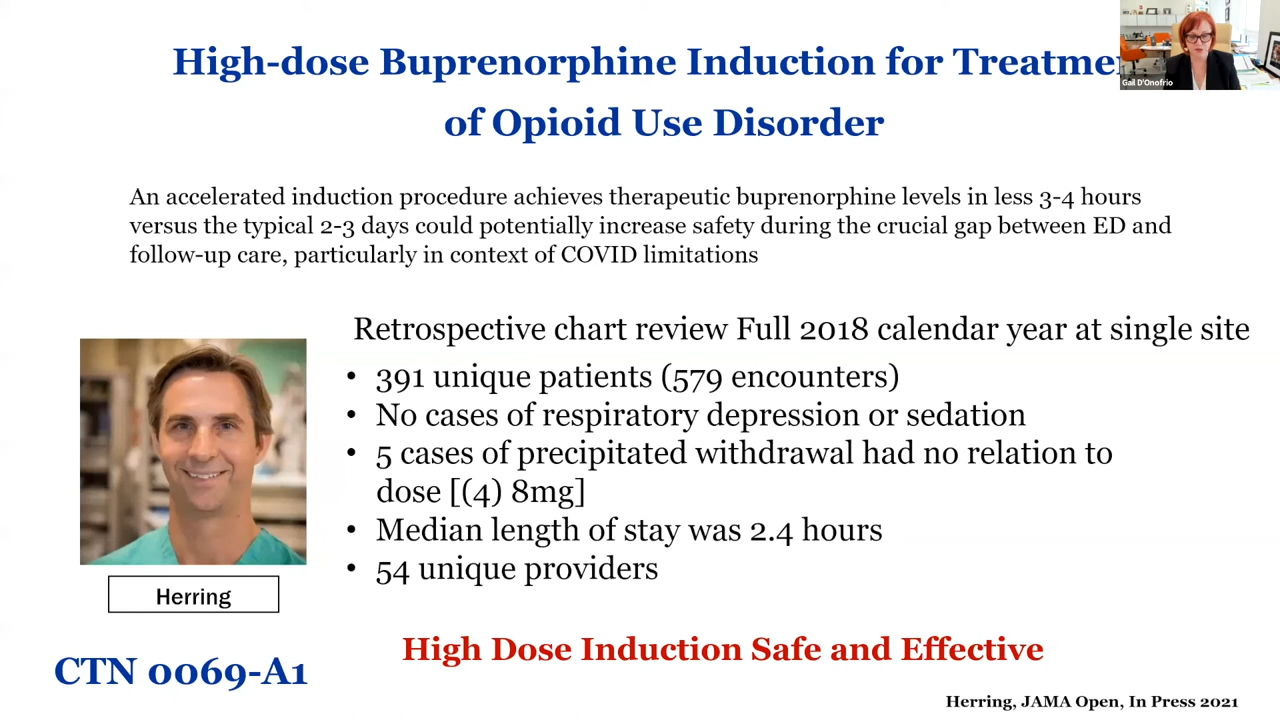 High-dose Buprenorphine Induction for Treatme
of Opioid Use Disorder
Gail D'Onofrio
An accelerated induction procedure achieves therapeutic buprenorphine levels in less 3-4 hours
versus the typical 2-3 days could potentially increase safety during the crucial gap between ED and
follow-up care, particularly in context of COVID limitations
Retrospective chart review Full 2018 calendar year at single site
• 391 unique patients (579 encounters)
• No cases of respiratory depression or sedation
• 5 cases of precipitated withdrawal had no relation to
dose [(4) 8mg]
• Median length of stay was 2.4 hours
• 54 unique providers
Herring
High Dose Induction Safe and Effective
CTN 0069-A1
Herring, JAMA Open, In Press 2021